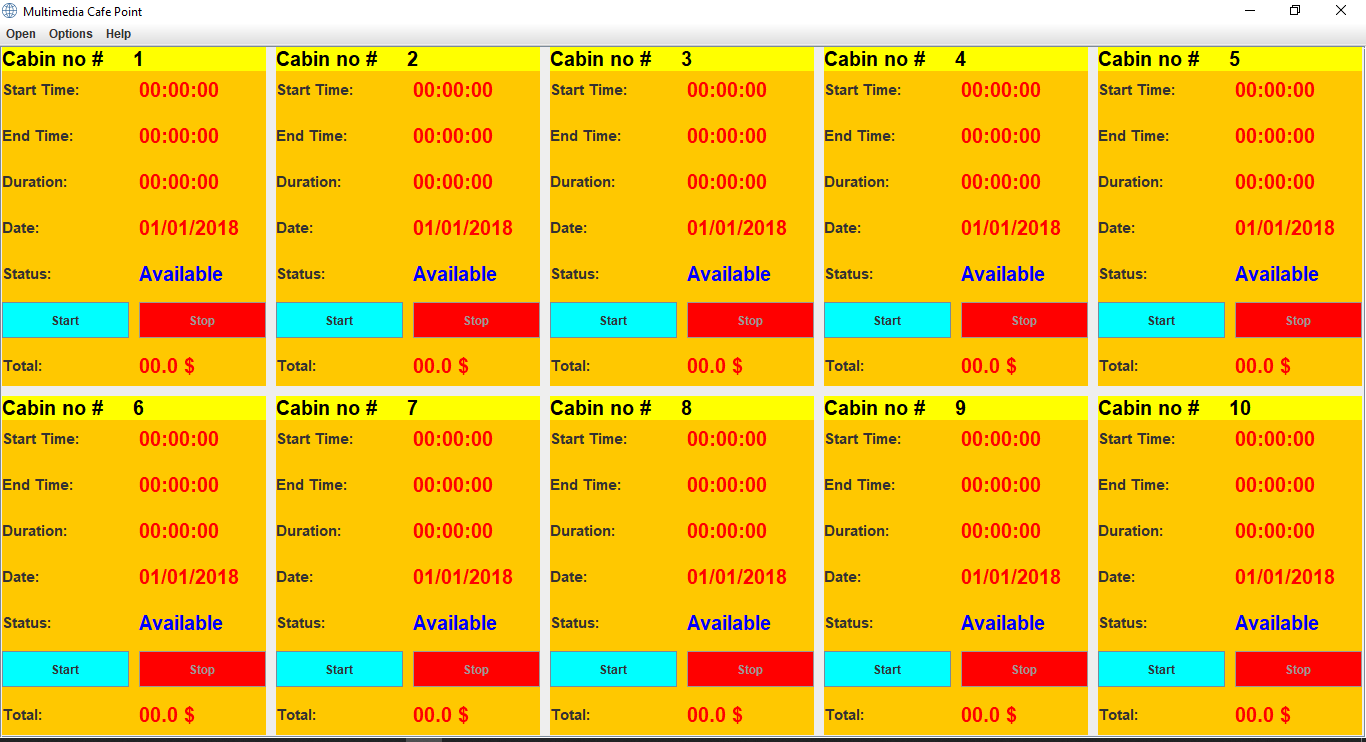 Multimedia Cafe Point
Open Options Help
Cabin no # 1 Cabin no # 2 Cabin no # 3 Cabin no # 4 Cabin no # 5
Start Time: 00:00:00 Start Time: 00:00:00 Start Time: 00:00:00 Start Time: 00:00:00 Start Time: 00:00:00
End Time: 00:00:00 End Time: 00:00:00 End Time: 00:00:00 End Time: 00:00:00 End Time: 00:00:00
Duration: 00:00:00 Duration: 00:00:00 Duration: 00:00:00 Duration: 00:00:00 Duration: 00:00:00
Date: 01/01/2018 Date: 01/01/2018 Date: 01/01/2018 Date: 01/01/2018 Date: 01/01/2018
Status: Available Status: Available Status: Available Status: Available Status: Available
Start Stop Start Stop Start Stop Start Stop Start Stop
Total: 00.0 $ Total: 00.0 $ Total: 00.0 $ Total: 00.0 $ Total: 00.0 $
Cabin no # 6 Cabin no # 7 Cabin no # 8 Cabin no # 9 Cabin no # 10
Start Time: 00:00:00 Start Time: 00:00:00 Start Time: 00:00:00 Start Time: 00:00:00 Start Time: 00:00:00
End Time: 00:00:00 End Time: 00:00:00 End Time: 00:00:00 End Time: 00:00:00 End Time: 00:00:00
Duration: 00:00:00 Duration: 00:00:00 Duration: 00:00:00 Duration: 00:00:00 Duration: 00:00:00
Date: 01/01/2018 Date: 01/01/2018 Date: 01/01/2018 Date: 01/01/2018 Date: 01/01/2018
Status: Available Status: Available Status: Available Status: Available Status: Available
Start Stop Start Stop Start Stop Start Stop Start Stop
Total: 00.0 $ Total: 00.0 $ Total: 00.0 $ Total: 00.0 $ Total: 00.0 $